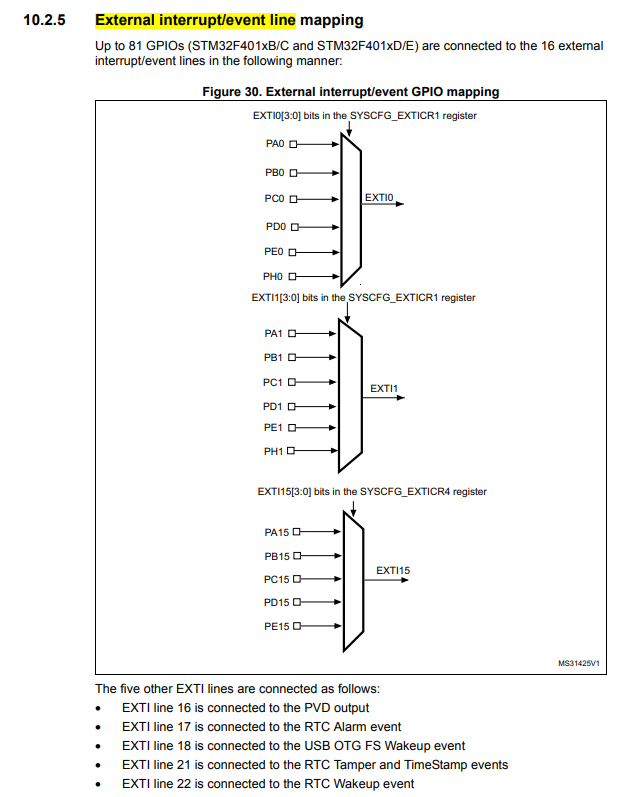 10.2.5 External interrupt/event line mapping
Up to 81 GPIOs (STM32F401xB/C and STM32F401xD/E) are connected to the 16 external
interrupt/event lines in the following manner:
Figure 30. External interrupt/event GPIO mapping
EXTI0[3:0] bits in the SYSCFG_EXTICR1 register
PA0
PB0
PC0
EXTI0
PD0
PE0
PH0
EXTI1[3:0] bits in the SYSCFG_EXTICR1 register
PA1
PB1
PC1
EXTI1
PD1
PE1
PH1
EXTI15[3:0] bits in the SYSCFG_EXTICR4 register
PA15
PB15
PC15
EXTI15
PD15
PE15
MS31425V1
The five other EXTI lines are connected as follows:
• EXTI line 16 is connected to the PVD output
• EXTI line 17 is connected to the RTC Alarm event
• EXTI line 18 is connected to the USB OTG FS Wakeup event
• EXTI line 21 is connected to the RTC Tamper and TimeStamp events
• EXTI line 22 is connected to the RTC Wakeup event